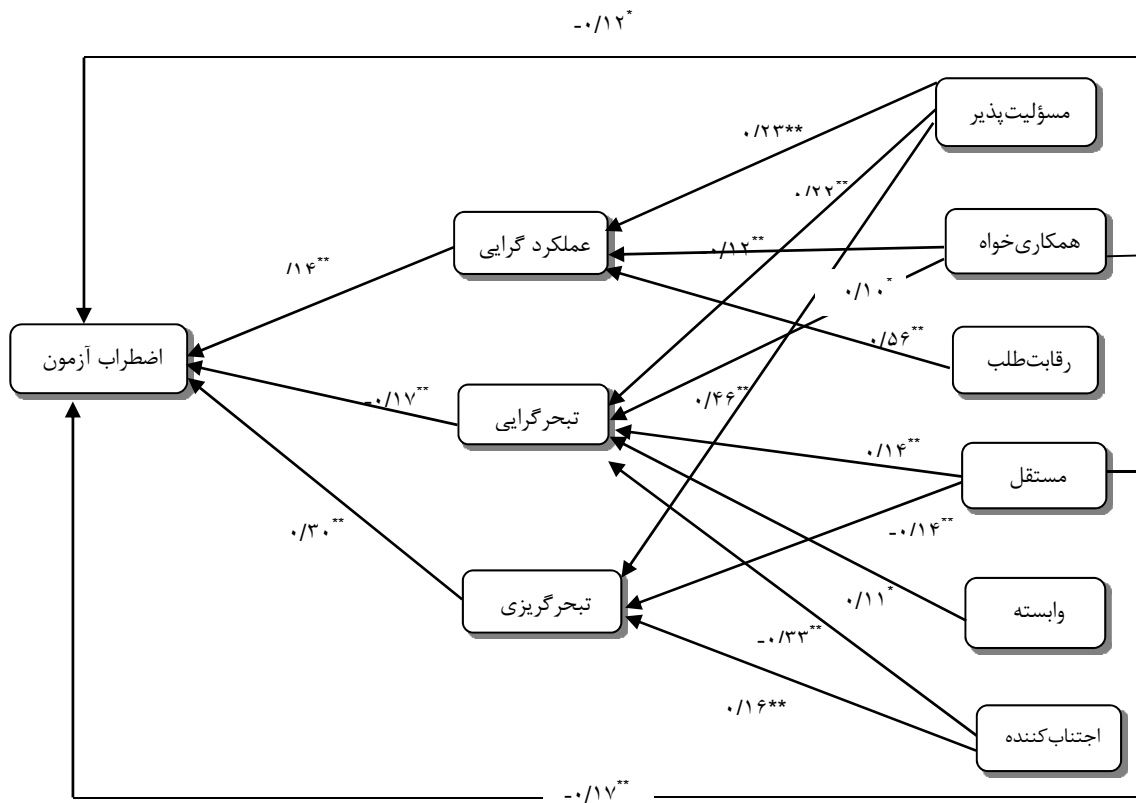 -۰/۱۲*
مسؤلیت‌پذیر
۰/۲۳**
۰/۲۲**
همکاری‌خواه
عملکرد گرایی
۰/۱۲**
/۱۴**
۰/۱۰*
رقابت‌طلب
۰/۵۶**
اضطراب آزمون
-۰/۱۷**
۰/۴۶**
تبحرگرایی
۰/۱۴**
مستقل
۰/۳۰**
-۰/۱۴**
تبحرگریزی
۰/۱۱*
وابسته
-۰/۳۳**
۰/۱۶**
اجتناب‌کننده
-۰/۱۷**